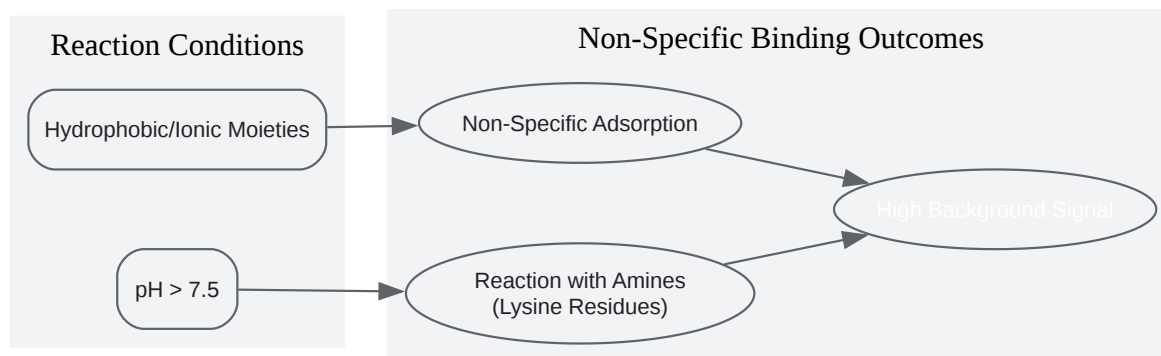 Reaction Conditions
Non-Specific Binding Outcomes
Hydrophobic/Ionic Moieties
Non-Specific Adsorption
High Background Signal
pH > 7.5
Reaction with Amines
(Lysine Residues)